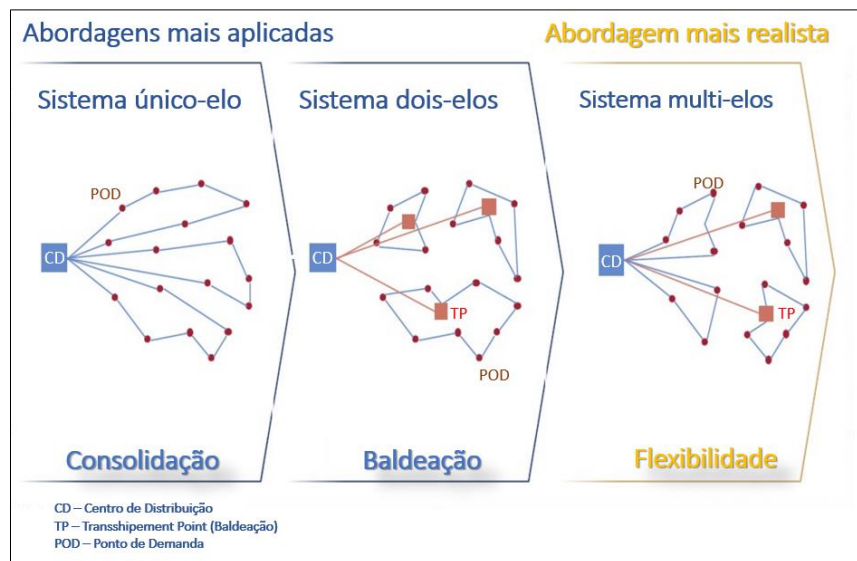 Abordagens mais aplicadas
Abordagem mais realista
Sistema único-elo
Sistema dois-elos
Sistema multi-elos
POD
CD
CD
TP
POD
POD
CD
TP
Consolidação
Baldeação
Flexibilidade
CD – Centro de Distribuição
TP – Transshipement Point (Baldeação)
POD – Ponto de Demanda